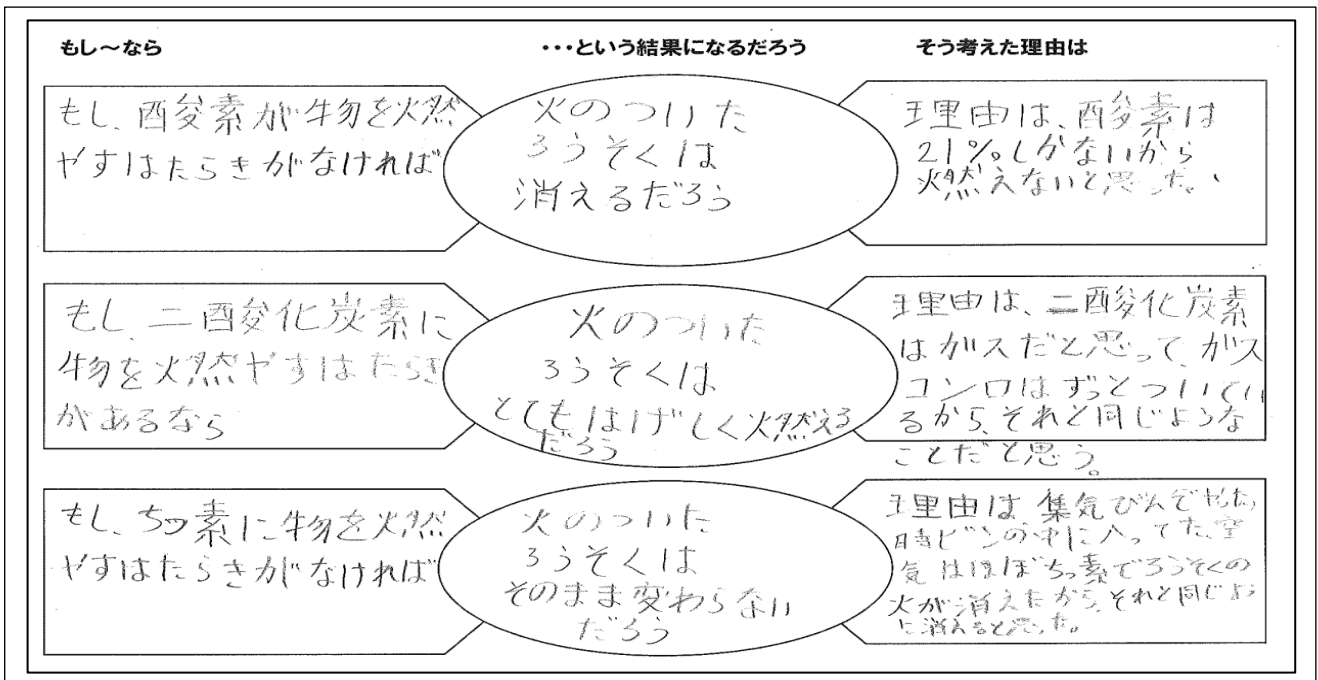 もし～なら
・・・という結果になるだろう
そう考えた理由は
もし、酸素が物を燃
やすはたらきがなければ
火のついた
ろうそくは
消えるだろう
理由は、酸素は
21%しかないから
燃えないと思った。
もし二酸化炭素に
物を燃やすはたらき
があるなら
火のついた
ろうそくは
とてもはげしく燃える
だろう
理由は、二酸化炭素
はガスだと思って、ガス
コンロはずっとついてい
るから、それと同じような
ことだと思う。
もし、ちっ素に物を燃
やすはたらきがなければ
火のついた
ろうそくは
そのまま変わらない
だろう
理由は集気びんでやった
時ビンの中に入ってた空
気はほぼちっ素でろうそくの
火が消えたから、それと同じよう
に消えると思った。